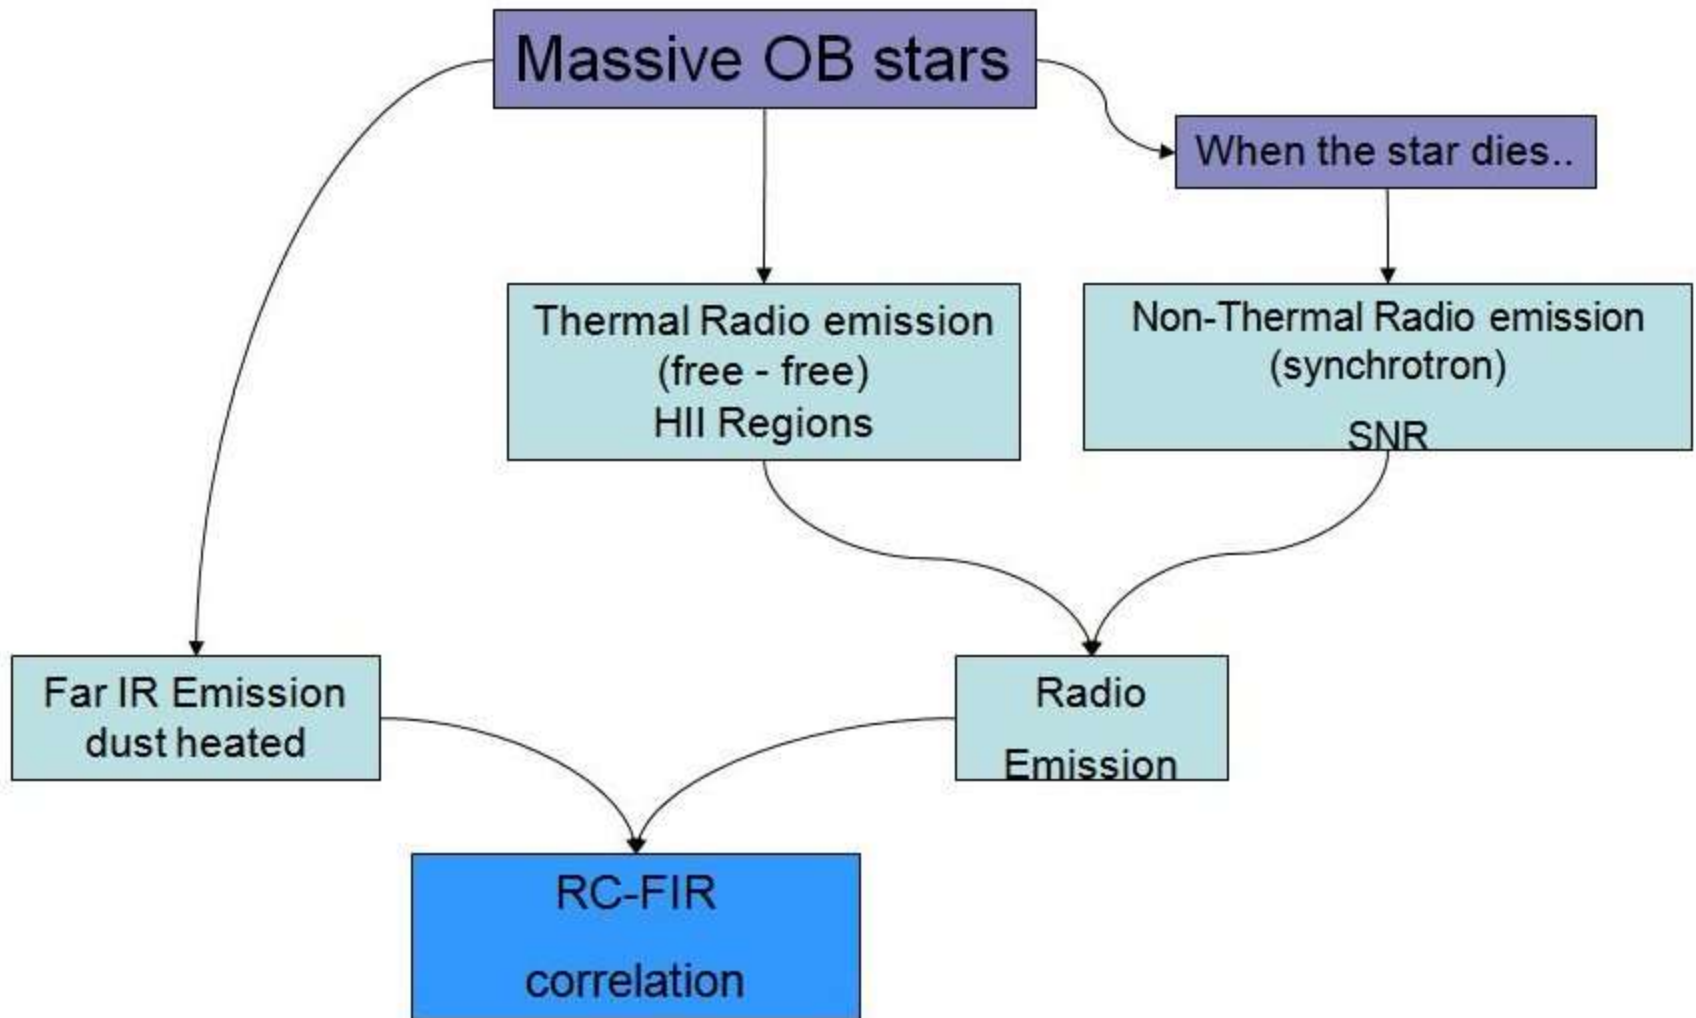 Massive OB stars
When the star dies..
Thermal Radio emission
(free - free)
HII Regions
Non-Thermal Radio emission
(synchrotron)
SNR
Far IR Emission
dust heated
Radio
Emission
RC-FIR
correlation